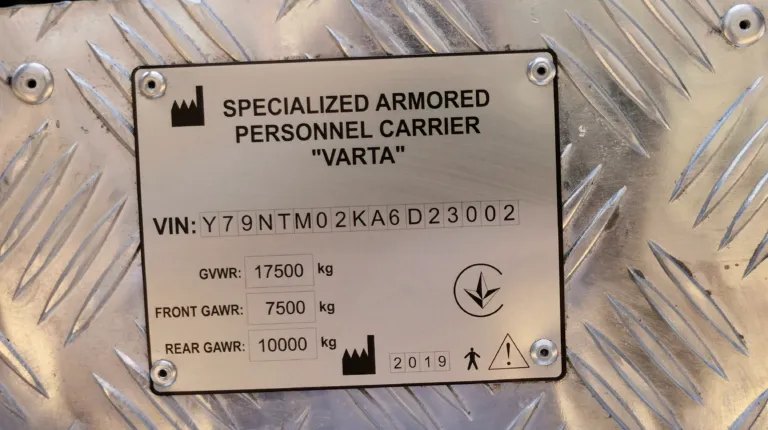 SPECIALIZED ARMORED
PERSONNEL CARRIER
"VARTA"
VIN: Y79NTM02KA6D23002
GVWR: 17500 kg
FRONT GAWR: 7500 kg
REAR GAWR: 10000 kg
2019